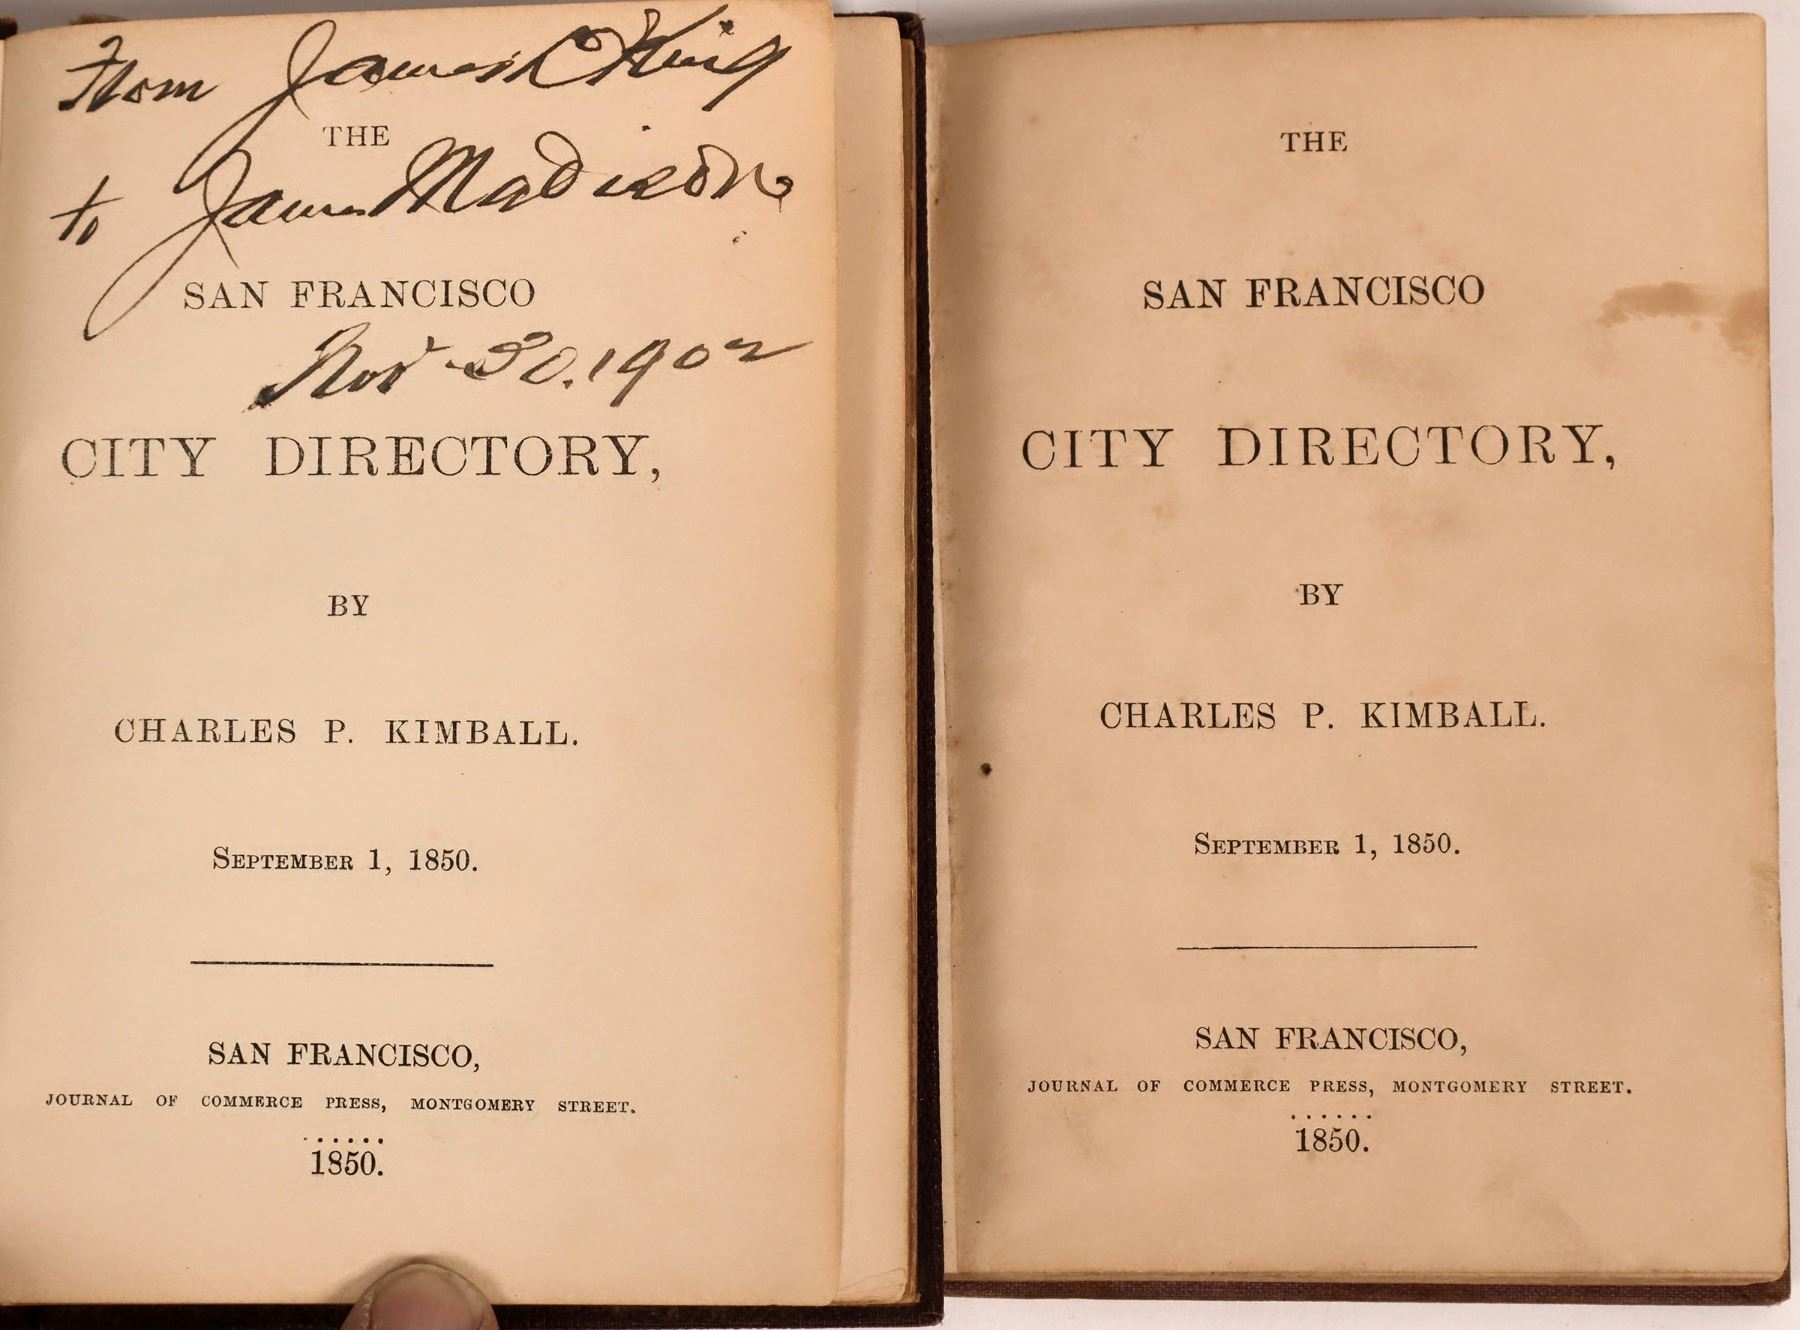 From James C King
THE
to James Madison
SAN FRANCISCO
Nov 20. 1902
CITY DIRECTORY,
BY
CHARLES P. KIMBALL.
SEPTEMBER 1, 1850.
SAN FRANCISCO,
JOURNAL OF COMMERCE PRESS, MONTGOMERY STREET.
......
1850.
THE
SAN FRANCISCO
CITY DIRECTORY,
BY
CHARLES P. KIMBALL.
SEPTEMBER 1, 1850.
SAN FRANCISCO,
JOURNAL OF COMMERCE PRESS, MONTGOMERY STREET.
......
1850.